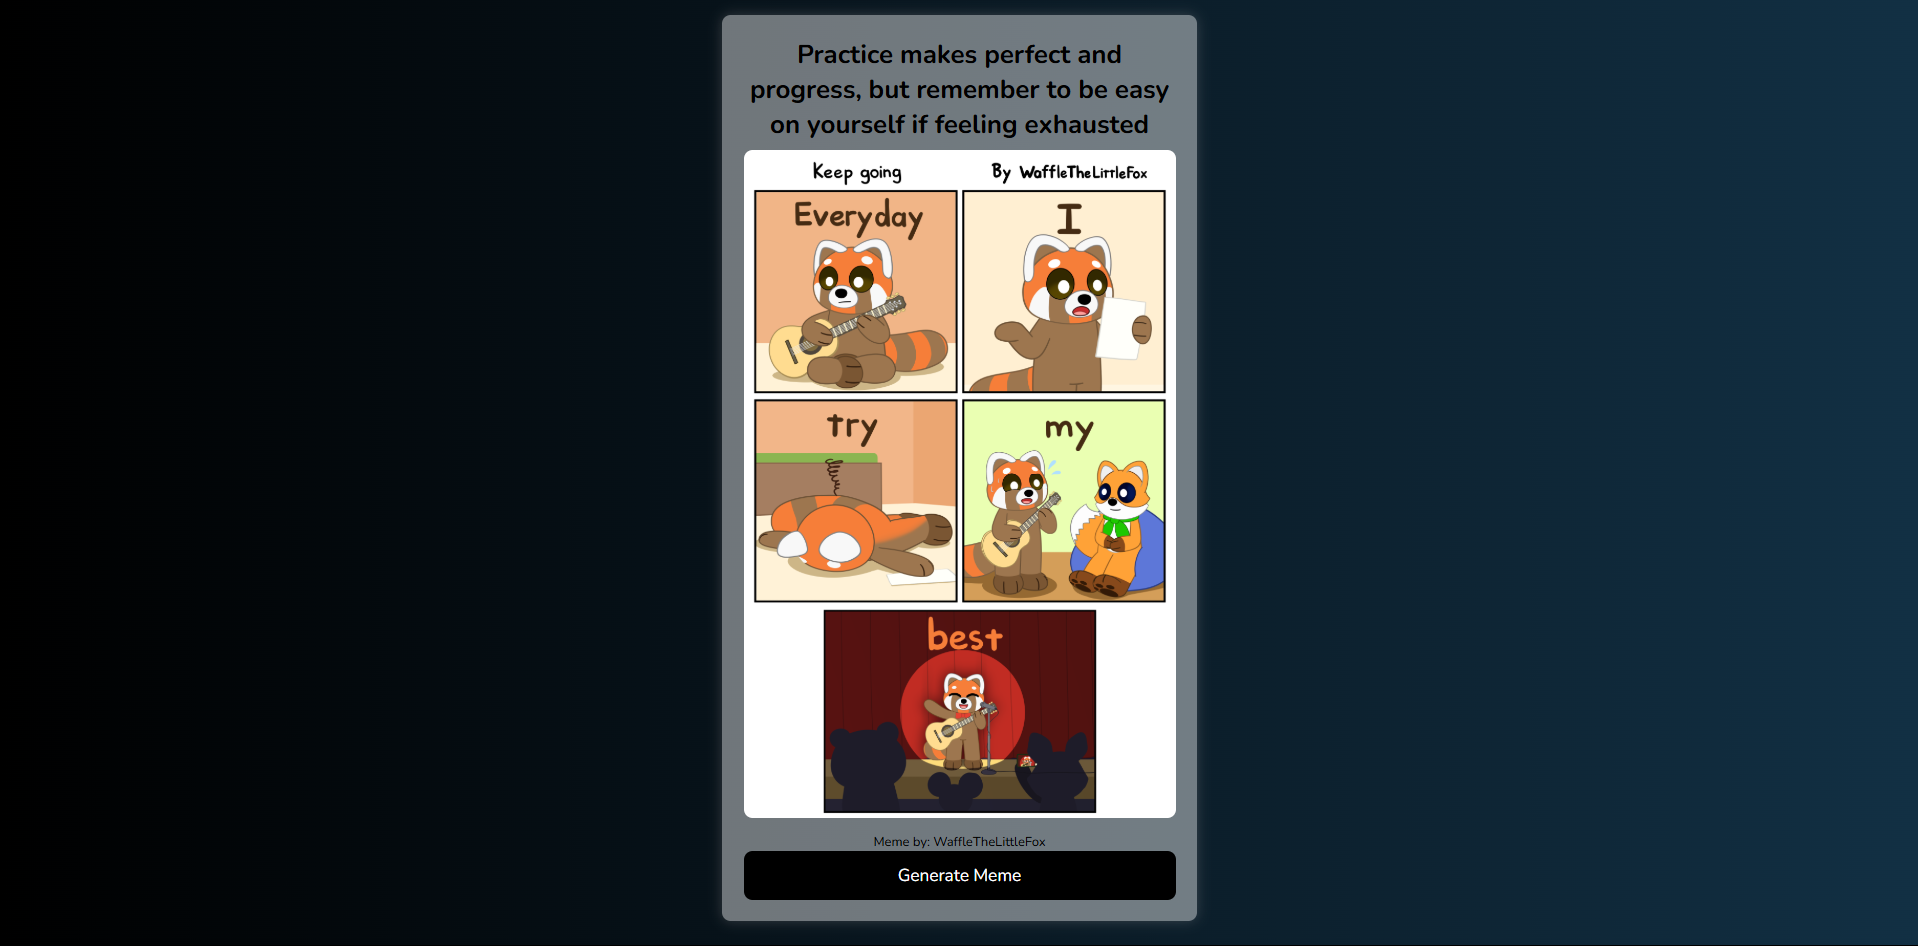 Practice makes perfect and
progress, but remember to be easy
on yourself if feeling exhausted
Keep going
By WaffleTheLittleFox
Everyday
I
try
my
best
Meme by: WaffleTheLittleFox
Generate Meme